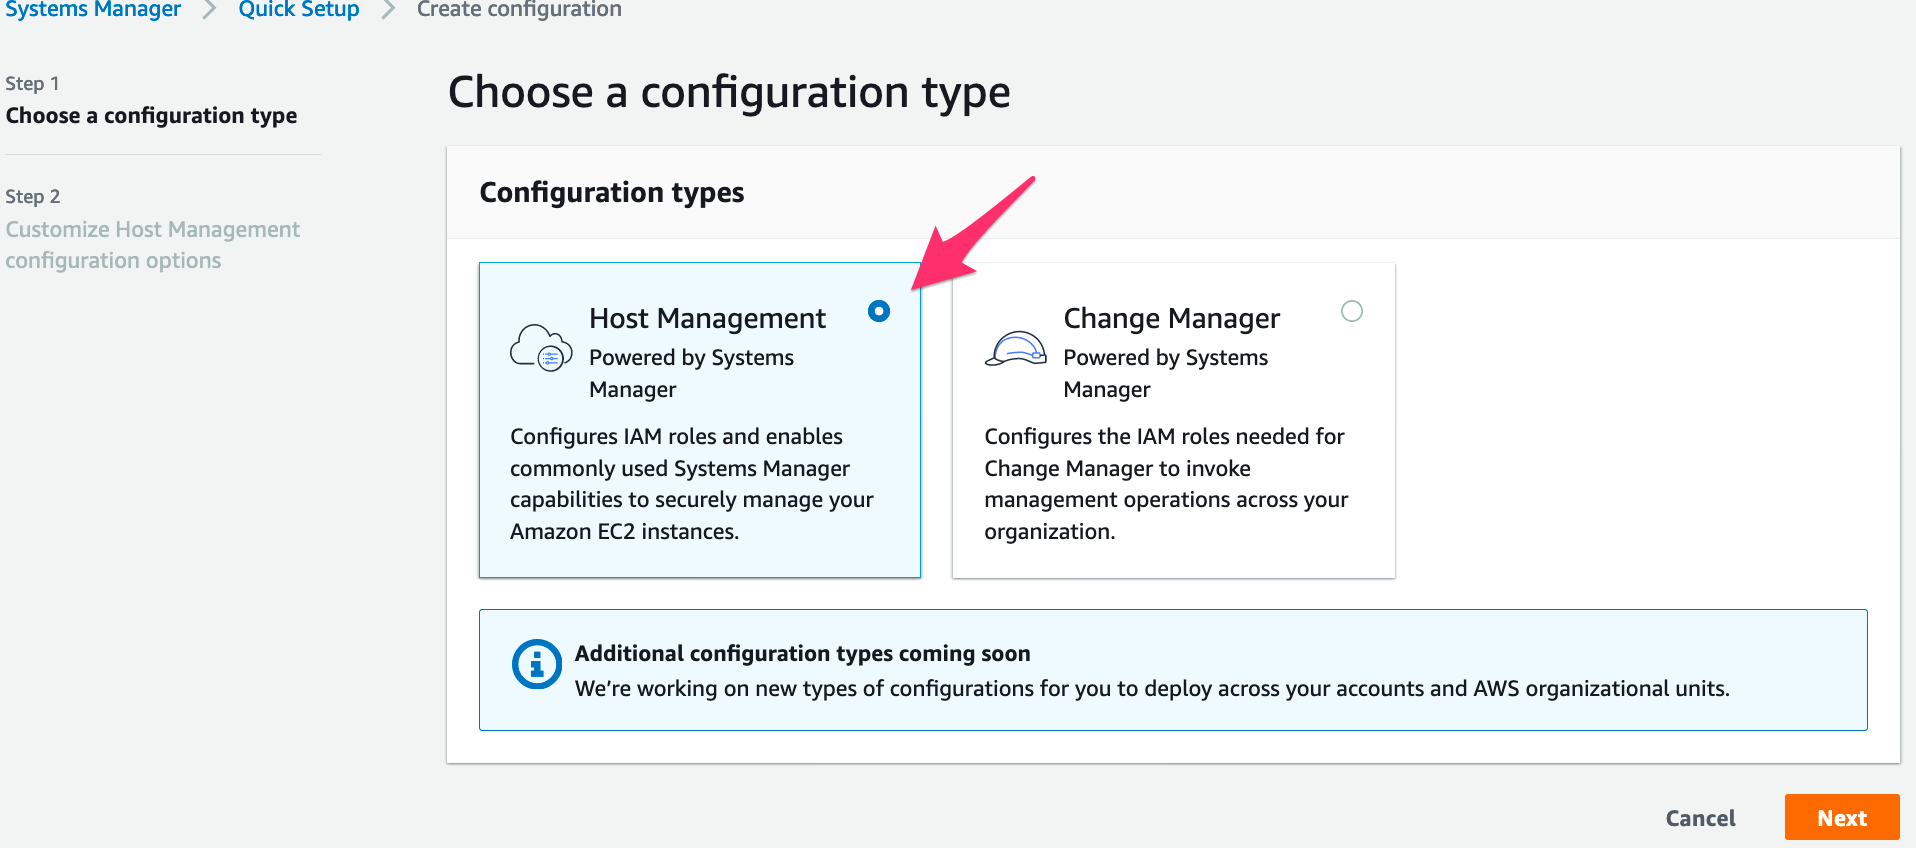 Systems Manager > Quick Setup > Create configuration
Step 1
Choose a configuration type
Step 2
Customize Host Management
configuration options
Choose a configuration type
Configuration types
Host Management
Powered by Systems
Manager
Configures IAM roles and enables
commonly used Systems Manager
capabilities to securely manage your
Amazon EC2 instances.
Change Manager
Powered by Systems
Manager
Configures the IAM roles needed for
Change Manager to invoke
management operations across your
organization.
Additional configuration types coming soon
We’re working on new types of configurations for you to deploy across your accounts and AWS organizational units.
Cancel
Next